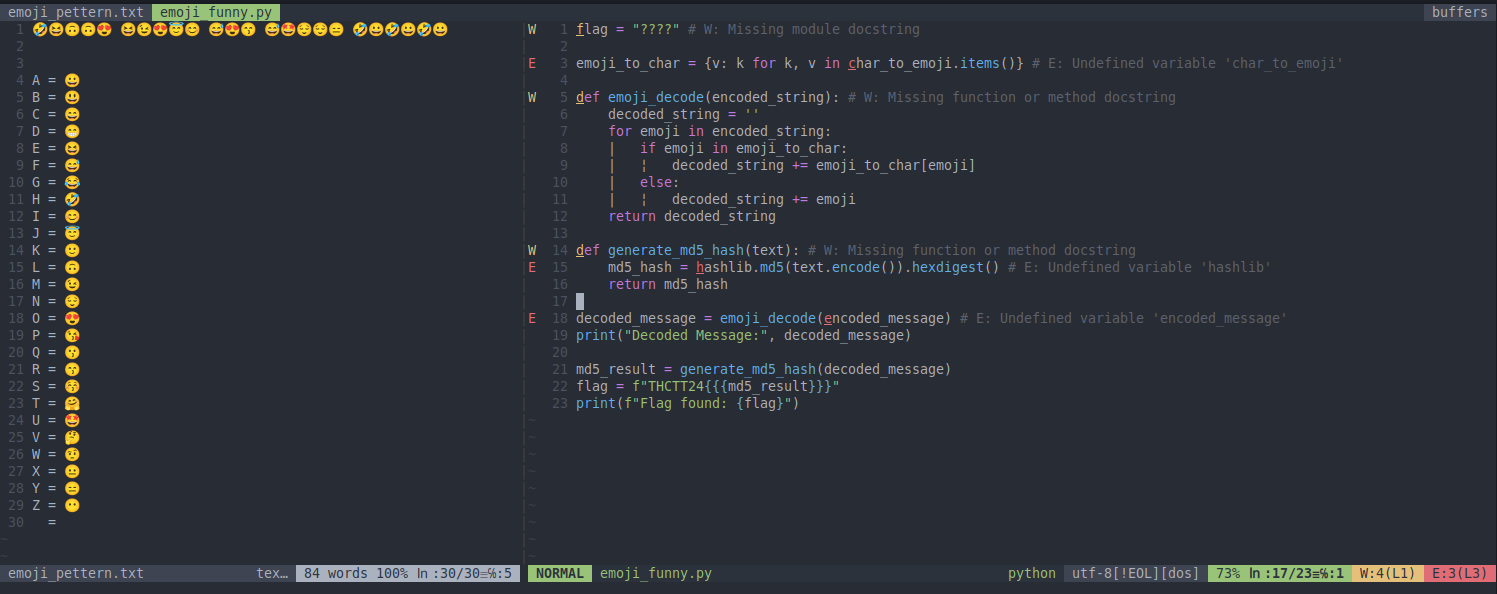 emoji_pettern.txt emoji_funny.py buffers
1 🤣😆🙃🙃😍 😆😉😍😇😊 😅😍😙 😅🤩😌😌😑 🤣😀🤣😀🤣😀
2
3
4 A = 😀
5 B = 😃
6 C = 😄
7 D = 😁
8 E = 😆
9 F = 😅
10 G = 😂
11 H = 🤣
12 I = 😊
13 J = 😇
14 K = 🙂
15 L = 🙃
16 M = 😉
17 N = 😌
18 O = 😍
19 P = 😘
20 Q = 😗
21 R = 😙
22 S = 😚
23 T = 🤗
24 U = 🤩
25 V = 🤔
26 W = 🤨
27 X = 😐
28 Y = 😑
29 Z = 😶
30   =
~
~
emoji_pettern.txt tex… 84 words 100% ㏑:30/30≡℅:5
W 1 flag = "????" # W: Missing module docstring
2
E 3 emoji_to_char = {v: k for k, v in char_to_emoji.items()} # E: Undefined variable 'char_to_emoji'
4
W 5 def emoji_decode(encoded_string): # W: Missing function or method docstring
6     decoded_string = ''
7     for emoji in encoded_string:
8     |   if emoji in emoji_to_char:
9     |   ¦   decoded_string += emoji_to_char[emoji]
10     |   else:
11     |   ¦   decoded_string += emoji
12     return decoded_string
13
W 14 def generate_md5_hash(text): # W: Missing function or method docstring
E 15     md5_hash = hashlib.md5(text.encode()).hexdigest() # E: Undefined variable 'hashlib'
16     return md5_hash
17
E 18 decoded_message = emoji_decode(encoded_message) # E: Undefined variable 'encoded_message'
19 print("Decoded Message:", decoded_message)
20
21 md5_result = generate_md5_hash(decoded_message)
22 flag = f"THCTT24{{{md5_result}}}"
23 print(f"Flag found: {flag}")
~
~
~
~
~
~
~
~
~
NORMAL emoji_funny.py python utf-8[!EOL][dos] 73% ㏑:17/23≡℅:1 W:4(L1) E:3(L3)